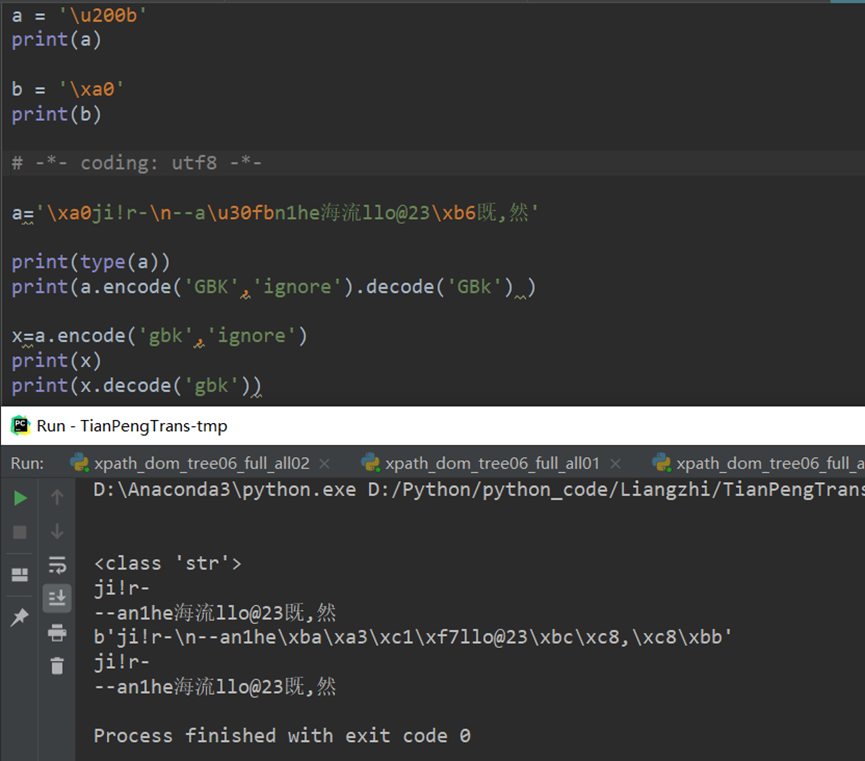 a = '\u200b'
print(a)
b = '\xa0'
print(b)
# -*- coding: utf8 -*-
a='\xa0ji!r-\n--a\u30fbn1he海流llo@23\xb6既,然'
print(type(a))
print(a.encode('GBK','ignore').decode('GBk') )
x=a.encode('gbk','ignore')
print(x)
print(x.decode('gbk'))
PC Run - TianPengTrans-tmp
Run: xpath_dom_tree06_full_all02 × xpath_dom_tree06_full_all01 × xpath_dom_tree06_full_a
D:\Anaconda3\python.exe D:/Python/python_code/Liangzhi/TianPengTrans
<class 'str'>
ji!r-
--an1he海流llo@23既,然
b'ji!r-\n--an1he\xba\xa3\xc1\xf7llo@23\xbc\xc8,\xc8\xbb'
ji!r-
--an1he海流llo@23既,然
Process finished with exit code 0